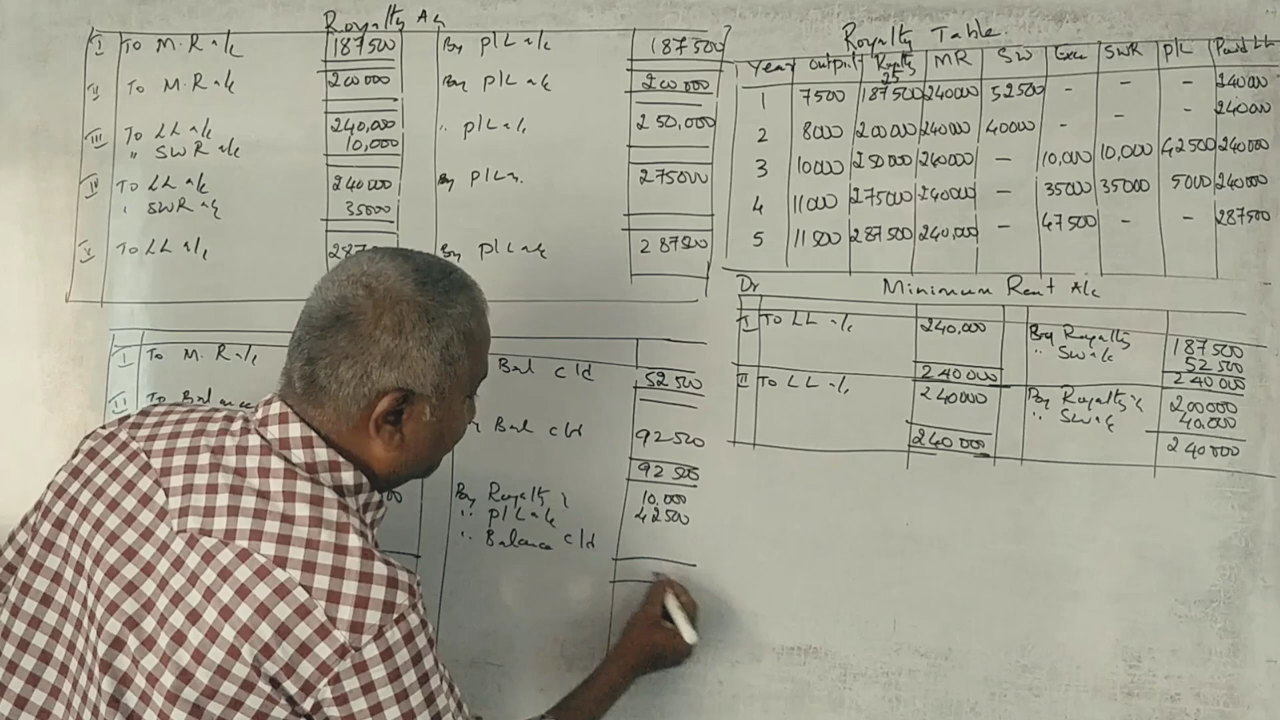 Royalty A/c
I To M.R a/c 187500 By P/L a/c 187500
II To M.R a/c 200000 By P/L a/c 200000
III To LL a/c 240,000 " P/L a/c 250,000
" SWR a/c 10,000
IV To LL a/c 240000 By P/L a/c 275000
" SWR a/c 35000
V To LL a/c By P/L a/c 287500
I To M. R a/c Bal c/d 52500
II To Balance Bal c/d 92500
92500
By Royalty 10,000
" P/L a/c 42500
" Balance c/d
Royalty Table.
Year Output Royalty MR SW Exce SWR P/L Paid LL
25
1 7500 187500 240000 52500 - - - 240000
2 8000 200000 240000 40000 - - - 240000
3 10000 250000 240000 - 10,000 10,000 42500 240000
4 11000 275000 240000 - 35000 35000 5000 240000
5 11500 287500 240,000 - 47500 - - 287500
Dr Minimum Rent A/c
I To LL a/c 240,000 By Royalty 187500
" SW a/c 52500
240000 240000
II To LL a/c 240000 By Royalty 200000
" SW a/c 40,000
240000 240000